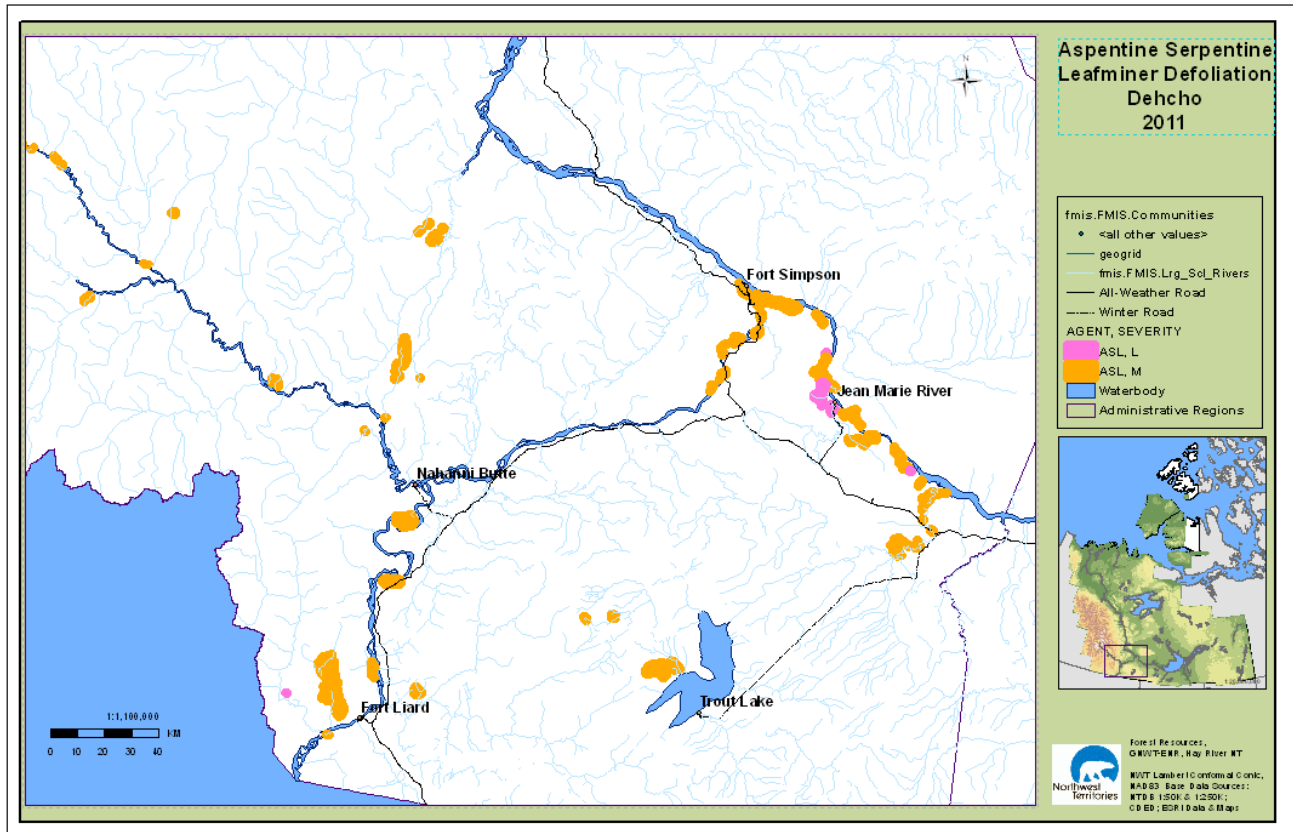 Aspentine Serpentine
Leafminer Defoliation
Dehcho
2011
N
Fort Simpson
Jean Marie River
Nahanni Butte
Trout Lake
Fort Liard
1:1,100,000
KM
0 10 20 30 40
fmis.FMIS.Communities
<all other values>
geogrid
fmis.FMIS.Lrg_Scl_Rivers
All-Weather Road
Winter Road
AGENT, SEVERITY
ASL, L
ASL, M
Waterbody
Administrative Regions
Northwest
Territories
Forest Resources,
GNWT-ENR, Hay River NT
NWT Lambert Conformal Conic,
NAD83 Base Data Sources:
NTDB 1:50K & 1:250K;
CDED; ESRI Data & Maps